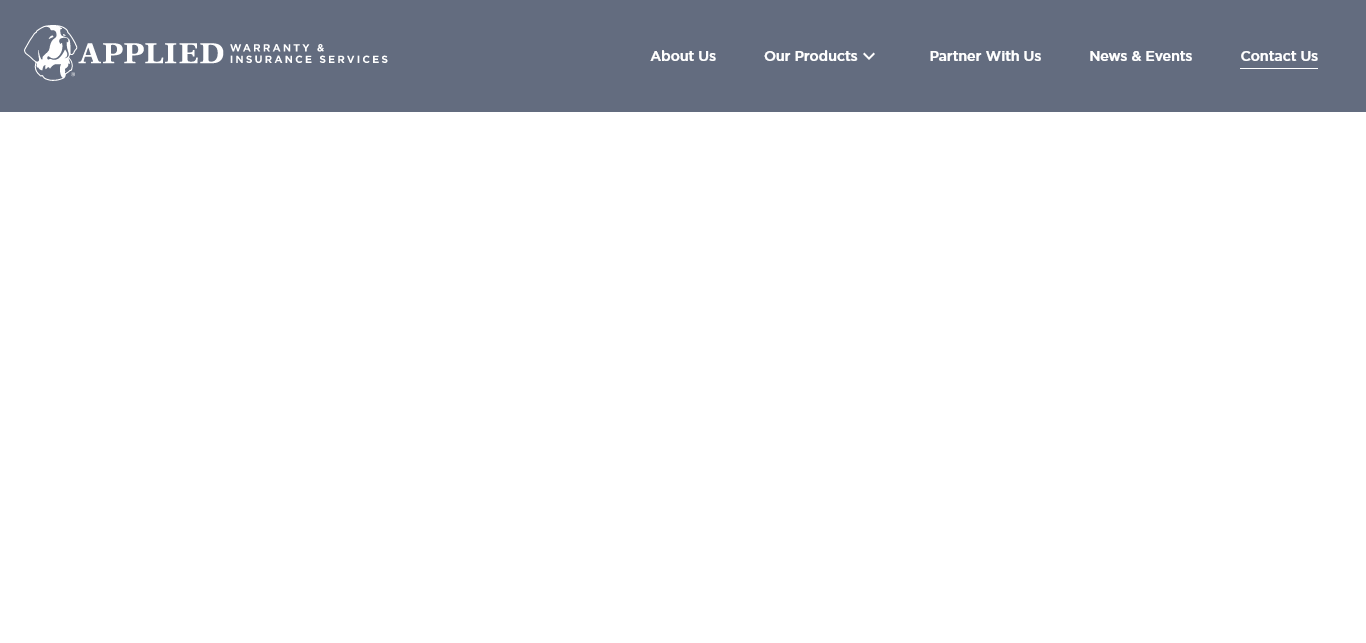 APPLIED WARRANTY &
INSURANCE SERVICES
About Us
Our Products
Partner With Us
News & Events
Contact Us